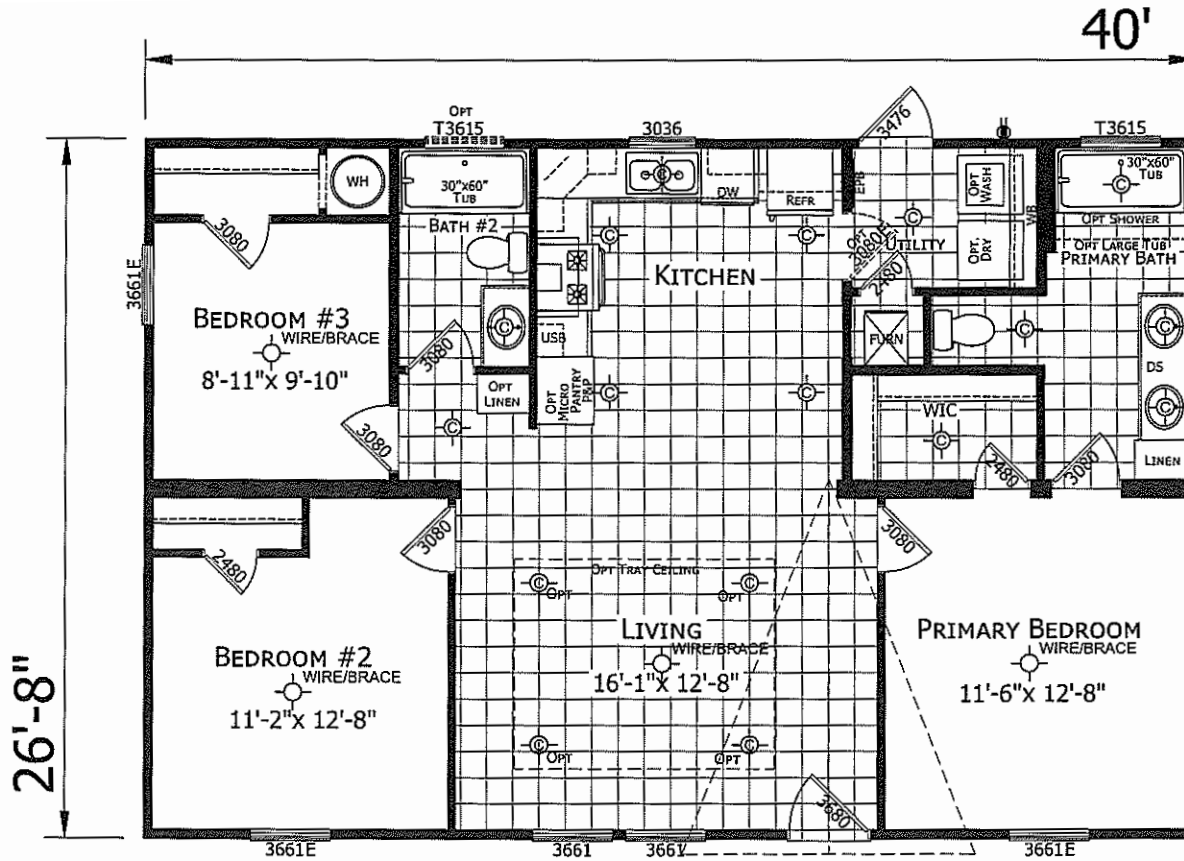 40'
26'-8"
OPT
T3615
3036
3476
T3615
WH
30"x60"
TUB
DW
REFR
EPB
OPT
WASH
WB
30"x60"
TUB
OPT SHOWER
OPT LARGE TUB
PRIMARY BATH
3080
BATH #2
KITCHEN
OPT
3080E
UTILITY
OPT
DRY
2480
3661E
BEDROOM #3
WIRE/BRACE
8'-11"x 9'-10"
3080
USB
FURN
DS
OPT
LINEN
OPT
MICRO
PANTRY
P&P
WIC
3080
2480
3080
LINEN
2480
3080
3080
OPT TRAY CEILING
OPT
OPT
BEDROOM #2
WIRE/BRACE
11'-2"x 12'-8"
LIVING
WIRE/BRACE
16'-1"x 12'-8"
PRIMARY BEDROOM
WIRE/BRACE
11'-6"x 12'-8"
OPT
OPT
3680
3661E
3661
3661
3661E